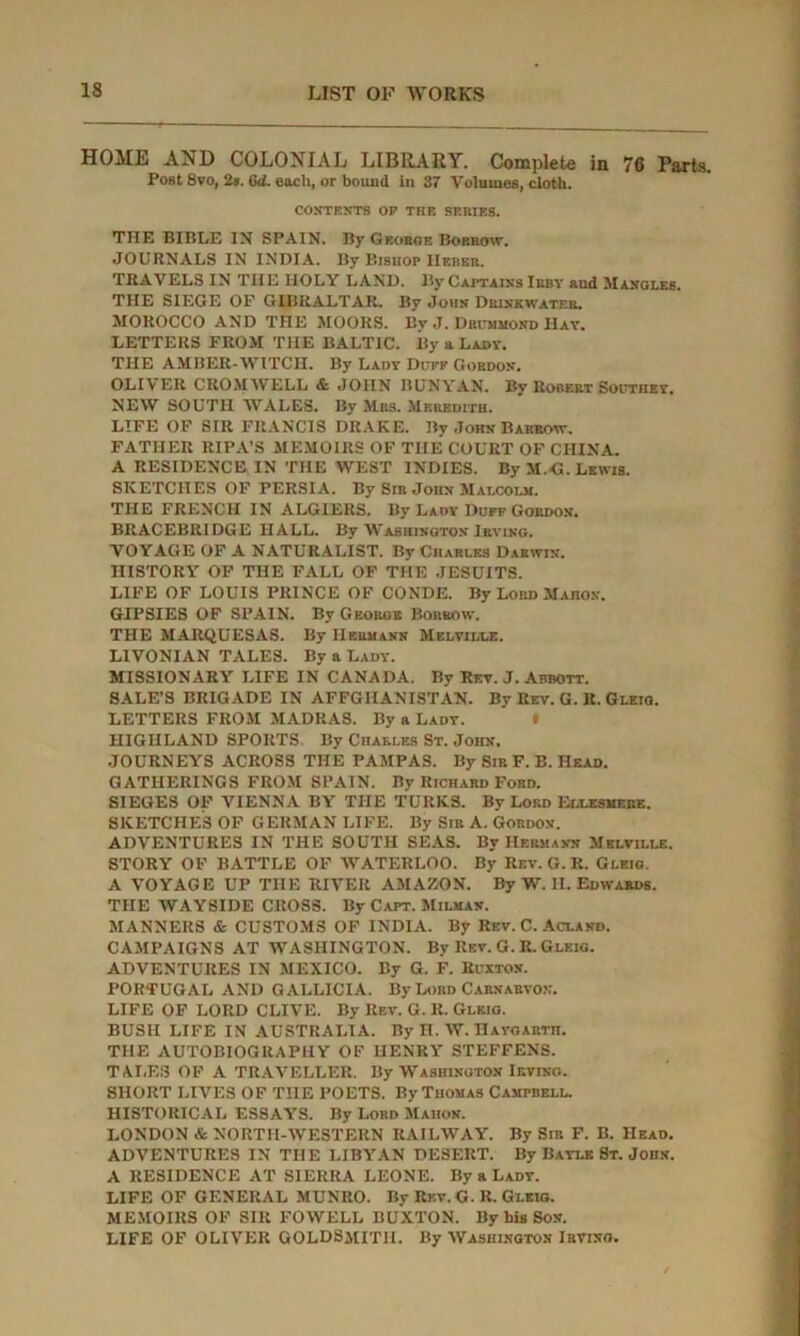 18 LIST OF WORKS
HOME AND COLONIAL LIBRARY. Complete in 76 Parts.
Post 8vo, 2s. 6d. each, or bound in 37 Volumes, cloth.
CONTENTS OF THE SERIES.
THE BIBLE IN SPAIN. By George Borrow.
JOURNALS IN INDIA. By Bishop Heber.
TRAVELS IN THE HOLY LAND. By Captains Irby and Mangles.
THE SIEGE OF GIBRALTAR. By John Drinkwater.
MOROCCO AND THE MOORS. By J. Drummond Hay.
LETTERS FROM THE BALTIC. By a Lady.
THE AMBER-WITCH. By Lady Duff Gordon.
OLIVER CROMWELL & JOHN BUNYAN. By Robert Southey.
NEW SOUTH WALES. By Mrs. Meredith.
LIFE OF SIR FRANCIS DRAKE. By John Barrow.
FATHER RIPA'S MEMOIRS OF THE COURT OF CHINA.
A RESIDENCE IN THE WEST INDIES. By M. G. Lewis.
SKETCHES OF PERSIA. By Sir John Malcolm.
THE FRENCH IN ALGIERS. By Lady Duff Gordon.
BRACEBRIDGE HALL. By Washington Irving.
VOYAGE OF A NATURALIST. By Charles Darwin.
HISTORY OF THE FALL OF THE JESUITS.
LIFE OF LOUIS PRINCE OF CONDE. By Lord Mahon.
GIPSIES OF SPAIN. By George Borrow.
THE MARQUESAS. By Hermann Melville.
LIVONIAN TALES. By a Lady.
MISSIONARY LIFE IN CANADA. By Rev. J. Abbott.
SALE'S BRIGADE IN AFFGHANISTAN. By Rev. G. R. Gleig.
LETTERS FROM MADRAS. By a Lady.
HIGHLAND SPORTS. By Charles St. John.
JOURNEYS ACROSS THE PAMPAS. By Sir F. B. Head.
GATHERINGS FROM SPAIN. By Richard Ford.
SIEGES OF VIENNA BY THE TURKS. By Lord Ellesmere.
SKETCHES OF GERMAN LIFE. By Sir A. Gordon.
ADVENTURES IN THE SOUTH SEAS. By Hermann Melville.
STORY OF BATTLE OF WATERLOO. By Rev. G. R. Gleig.
A VOYAGE UP THE RIVER AMAZON. By W. H. Edwards.
THE WAYSIDE CROSS. By Capt. Milman.
MANNERS & CUSTOMS OF INDIA. By Rev. C. Acland.
CAMPAIGNS AT WASHINGTON. By Rev. G. R. Gleig.
ADVENTURES IN MEXICO. By G. F. Ruxton.
PORTUGAL AND GALLICIA. By Lord Carnarvon.
LIFE OF LORD CLIVE. By Rev. G. R. Gleig.
BUSH LIFE IN AUSTRALIA. By H. W. Haygarth.
THE AUTOBIOGRAPHY OF HENRY STEFFENS.
TALES OF A TRAVELLER. By Washington Irving.
SHORT LIVES OF THE POETS. By Thomas Campbell.
HISTORICAL ESSAYS. By Lord Mahon.
LONDON & NORTH-WESTERN RAILWAY. By Sir F. B. Head.
ADVENTURES IN THE LIBYAN DESERT. By Bayle St. John.
A RESIDENCE AT SIERRA LEONE. By a Lady.
LIFE OF GENERAL MUNRO. By Rev. G. R. Gleig.
MEMOIRS OF SIR FOWELL BUXTON. By his Son.
LIFE OF OLIVER GOLDSMITH. By Washington Irving.